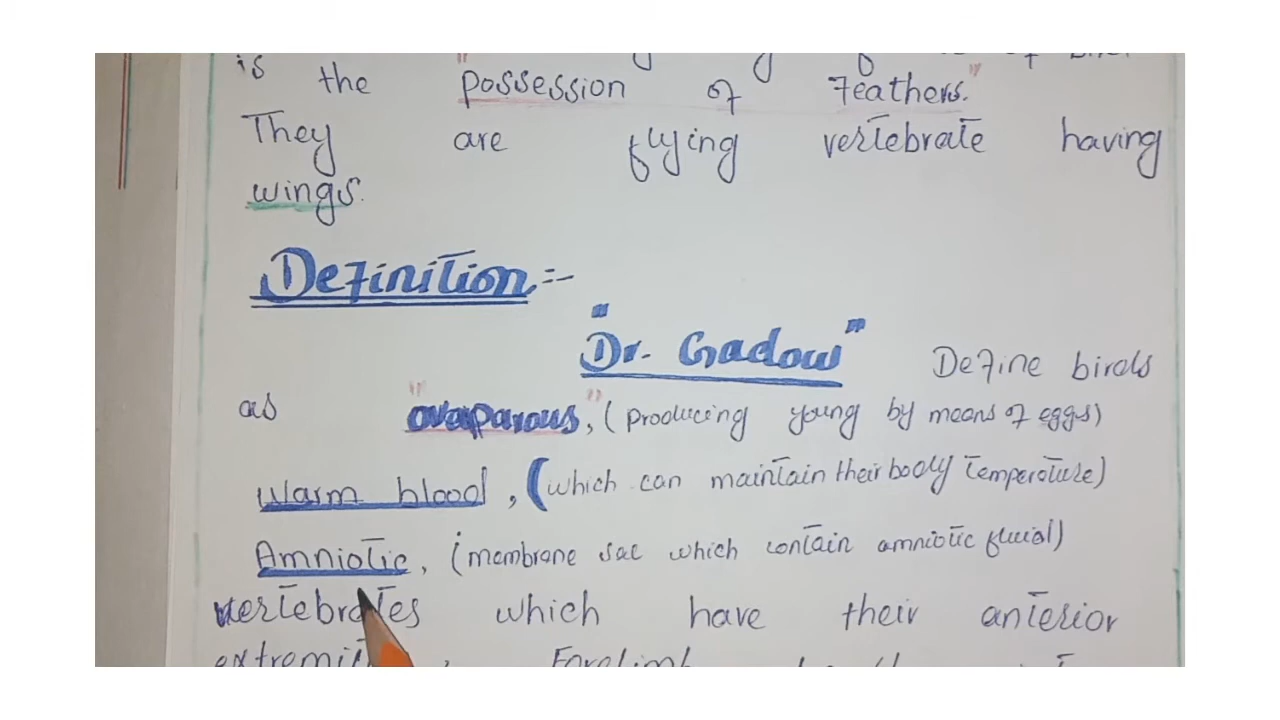 is the "possession of Feathers."
They are flying vertebrate having
wings.
Definition:-
"Dr. Gadow" Define birds
as "ovaparous", (producing young by means of eggs)
warm blood, (which can maintain their body temperature)
Amniotic, (membrane sac which contain amniotic fluid)
vertebrates which have their anterior
Forelimb